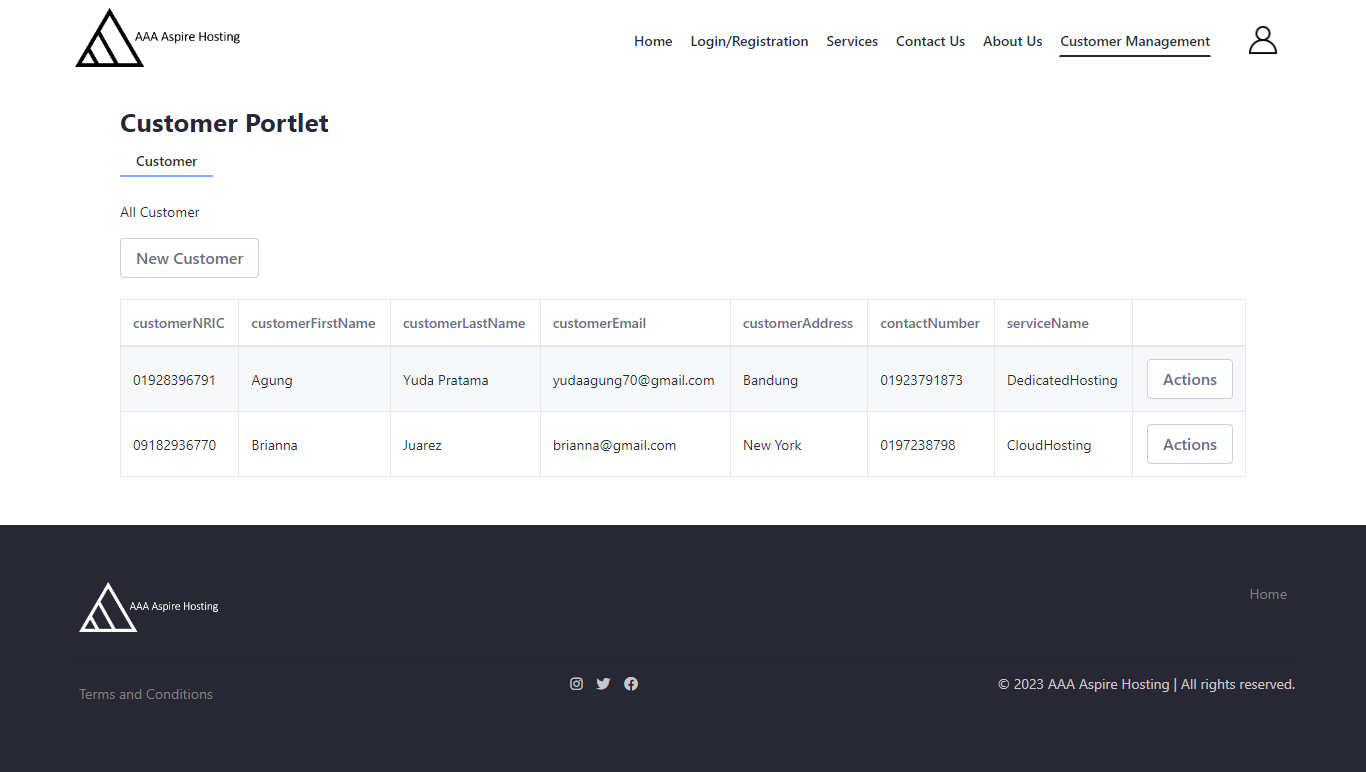 AAA Aspire Hosting
Home Login/Registration Services Contact Us About Us Customer Management
Customer Portlet
Customer
All Customer
New Customer
customerNRIC customerFirstName customerLastName customerEmail customerAddress contactNumber serviceName
01928396791 Agung Yuda Pratama yudaagung70@gmail.com Bandung 01923791873 DedicatedHosting Actions
09182936770 Brianna Juarez brianna@gmail.com New York 0197238798 CloudHosting Actions
AAA Aspire Hosting
Home
Terms and Conditions
© 2023 AAA Aspire Hosting | All rights reserved.